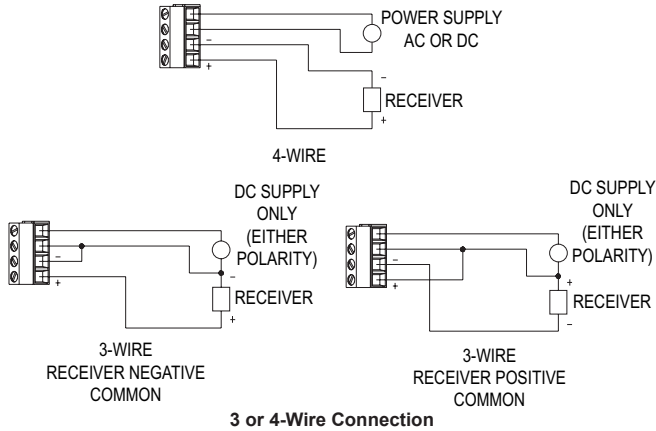 POWER SUPPLY
AC OR DC
–
+
–
RECEIVER
+
4-WIRE
DC SUPPLY
ONLY
(EITHER
POLARITY)
–
+
–
RECEIVER
+
3-WIRE
RECEIVER NEGATIVE
COMMON
DC SUPPLY
ONLY
(EITHER
POLARITY)
–
+
+
RECEIVER
–
3-WIRE
RECEIVER POSITIVE
COMMON
3 or 4-Wire Connection